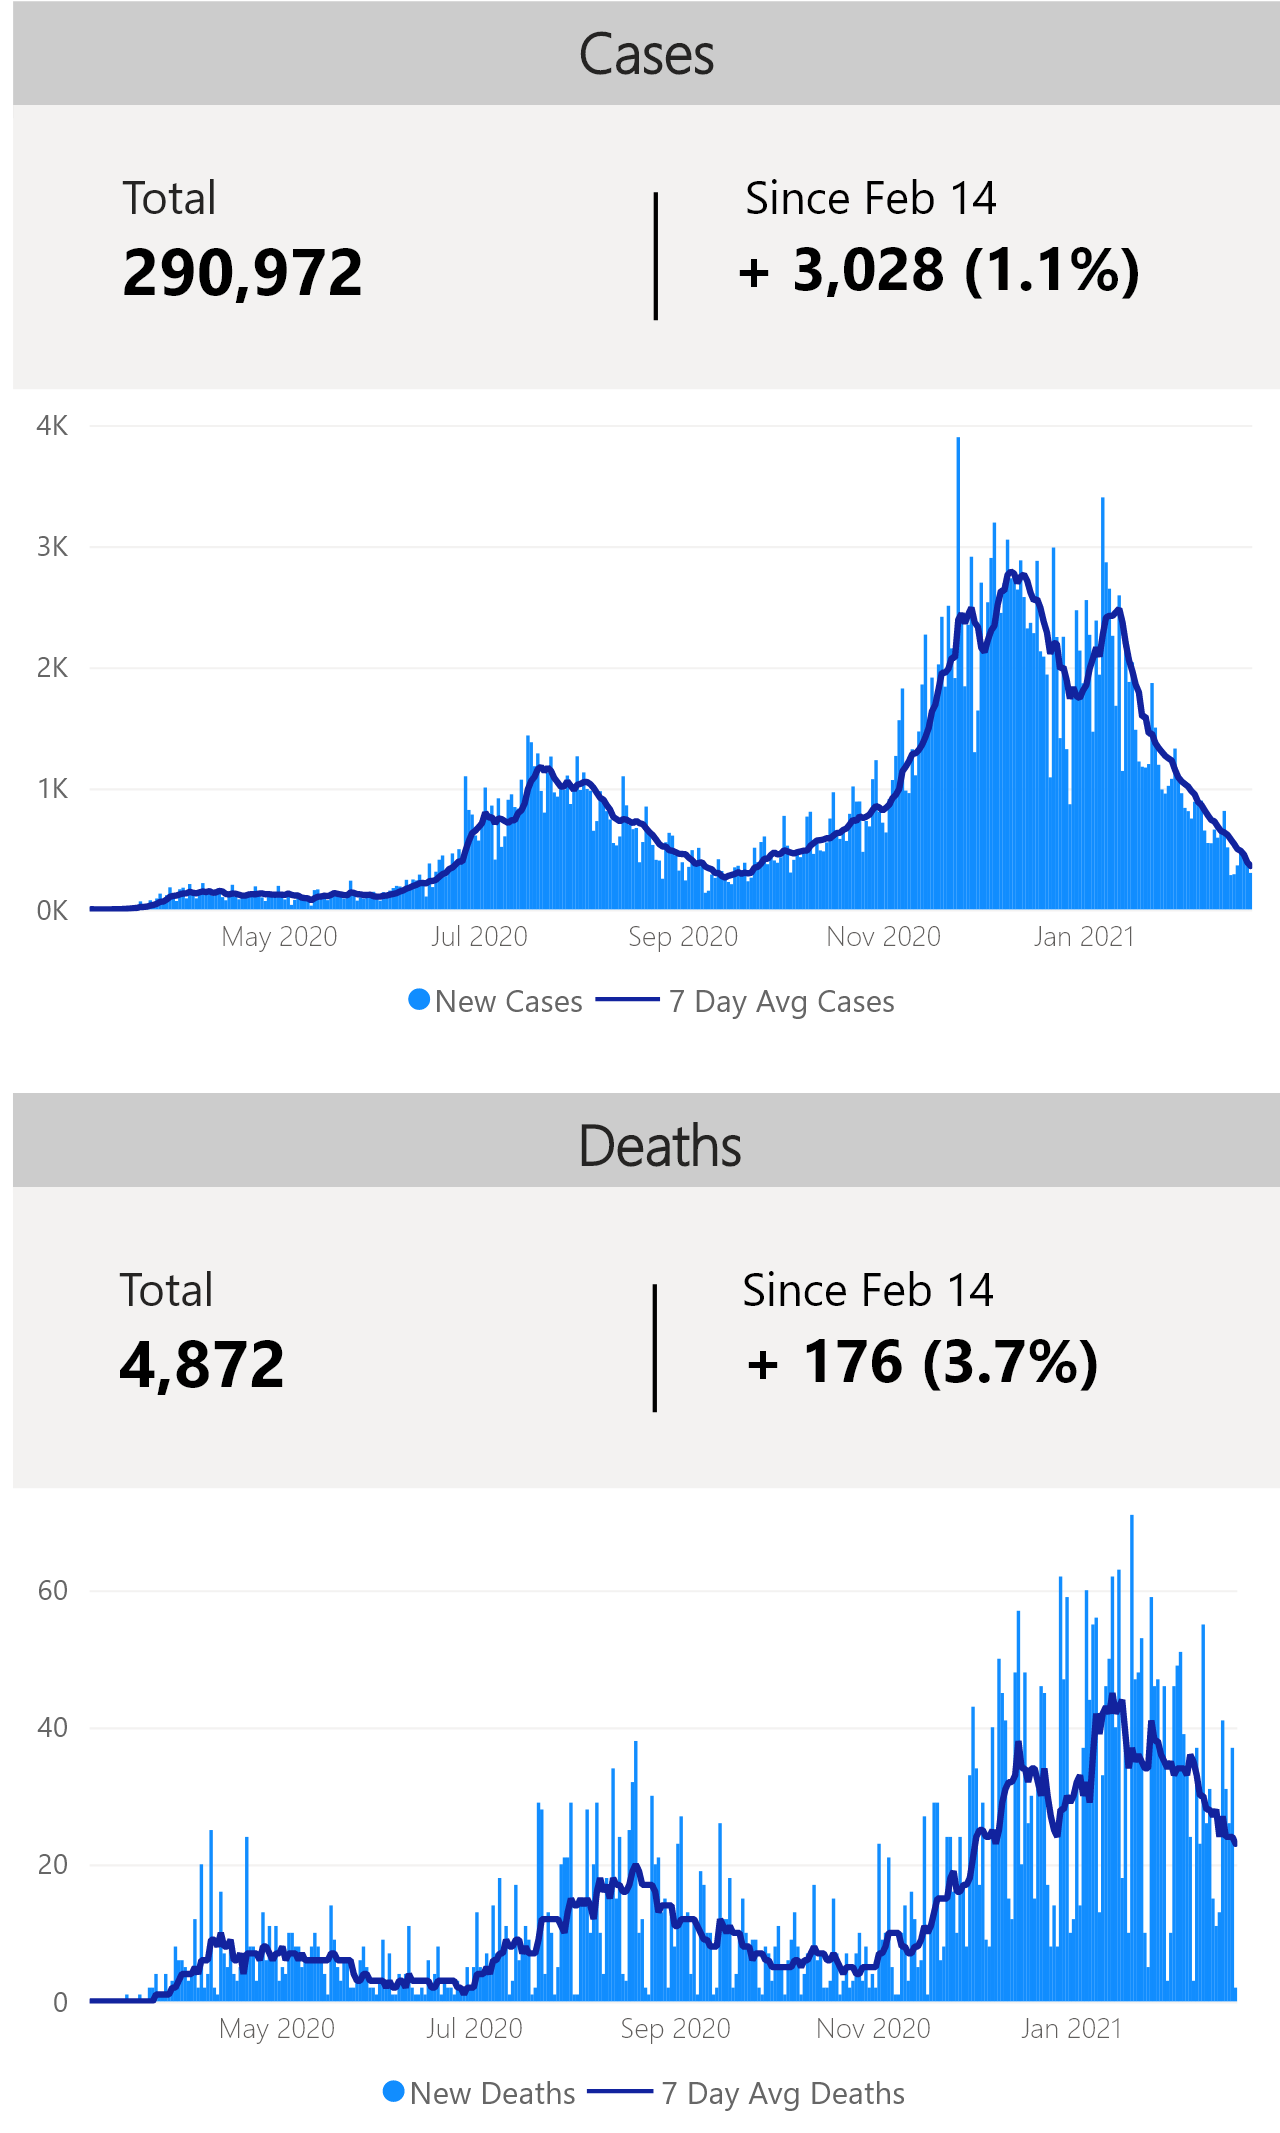 Cases
Total
Since Feb 14
290,972
+ 3,028 (1.1%)
4K
3K
2K
1K
0K
May 2020 Jul 2020 Sep 2020 Nov 2020 Jan 2021
New Cases 7 Day Avg Cases
Deaths
Total
Since Feb 14
4,872
+ 176 (3.7%)
60
40
20
0
May 2020 Jul 2020 Sep 2020 Nov 2020 Jan 2021
New Deaths 7 Day Avg Deaths